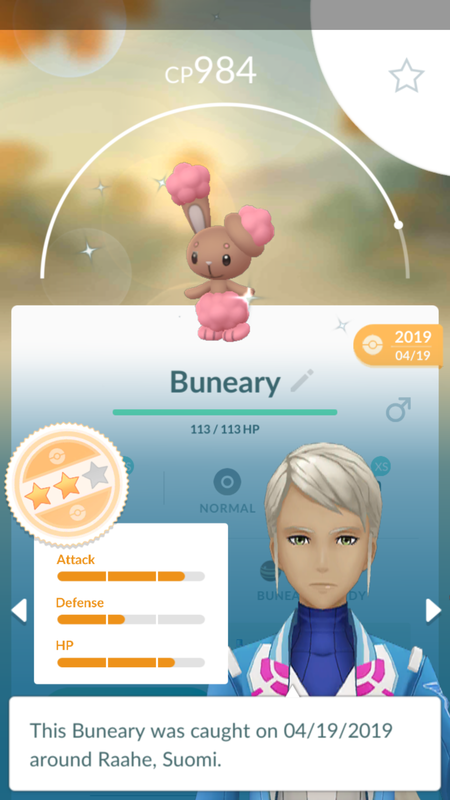 CP984
2019
04/19
Buneary
113 / 113 HP
XS
NORMAL
Attack
Defense
HP
This Buneary was caught on 04/19/2019
around Raahe, Suomi.